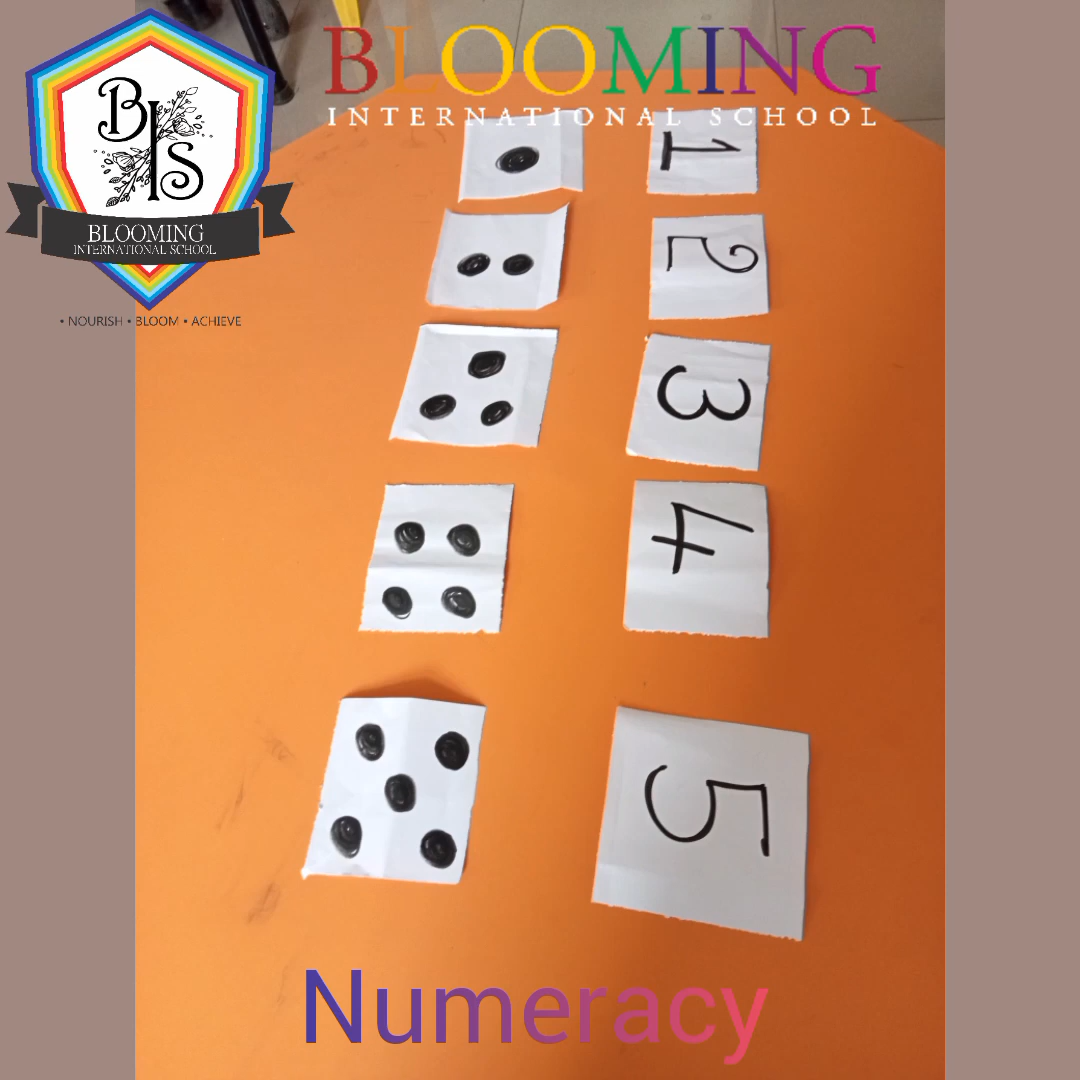 BIS
BLOOMING
INTERNATIONAL SCHOOL
• NOURISH • BLOOM • ACHIEVE
BLOOMING
INTERNATIONAL SCHOOL
1
2
3
4
5
Numeracy